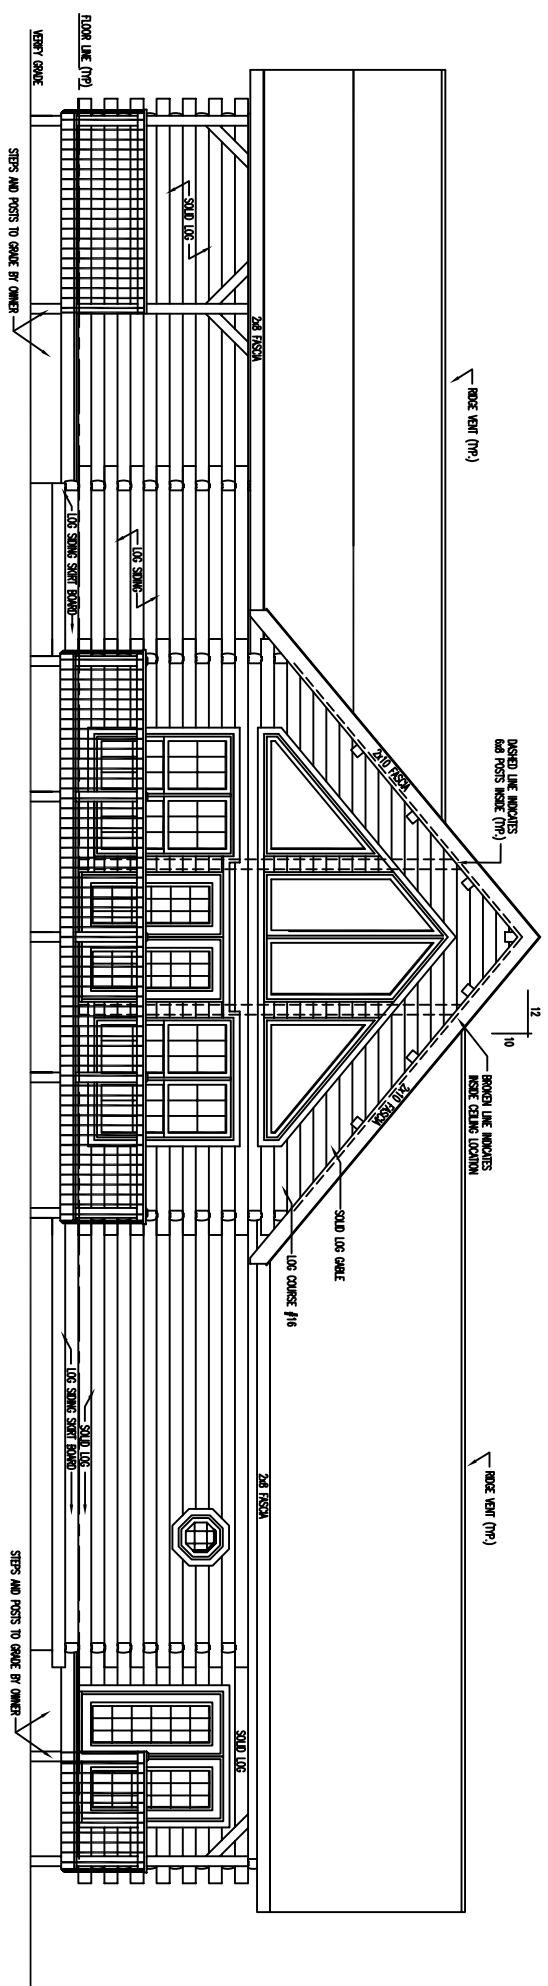 RIDGE VENT (TYP.)
DASHED LINE INDICATES
6x8 POSTS INSIDE (TYP.)
12
10
BROKEN LINE INDICATES
INSIDE CEILING LOCATION
RIDGE VENT (TYP.)
2x10 FASCIA
2x10 FASCIA
SOLID LOG GABLE
LOG COURSE #16
2x8 FASCIA
2x8 FASCIA
SOLID LOG
SOLID LOG
LOG SIDING
FLOOR LINE (TYP)
LOG SIDING SKIRT BOARD
SOLID LOG
LOG SIDING SKIRT BOARD
VERIFY GRADE
STEPS AND POSTS TO GRADE BY OWNER
STEPS AND POSTS TO GRADE BY OWNER